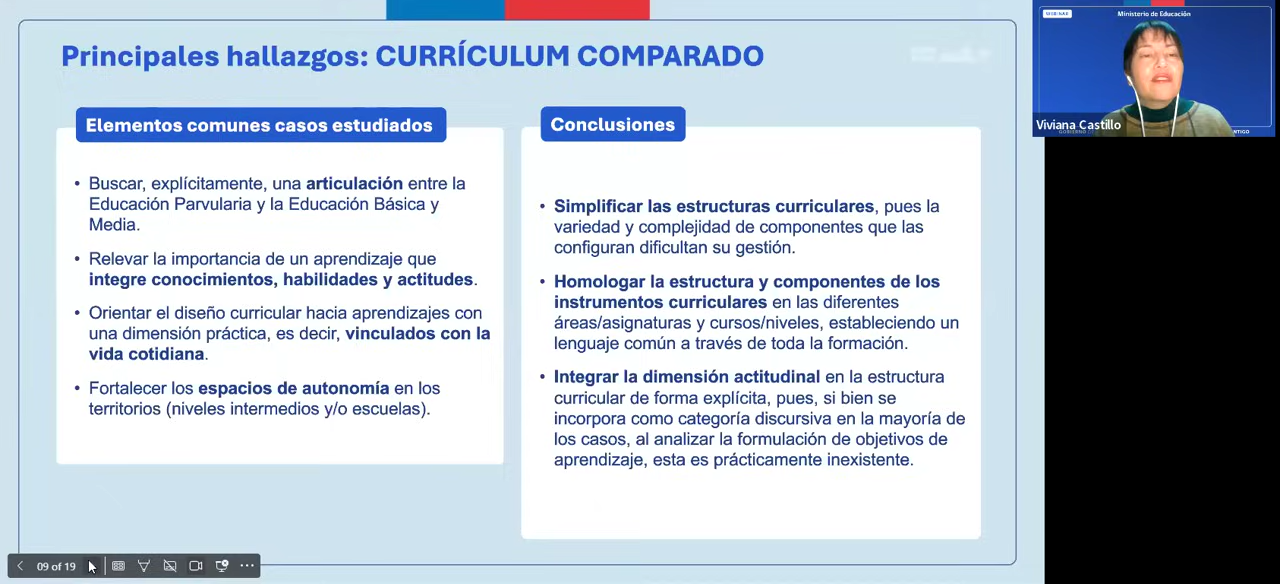 Principales hallazgos: CURRÍCULUM COMPARADO
Elementos comunes casos estudiados
• Buscar, explícitamente, una articulación entre la
Educación Parvularia y la Educación Básica y
Media.
• Relevar la importancia de un aprendizaje que
integre conocimientos, habilidades y actitudes.
• Orientar el diseño curricular hacia aprendizajes con
una dimensión práctica, es decir, vinculados con la
vida cotidiana.
• Fortalecer los espacios de autonomía en los
territorios (niveles intermedios y/o escuelas).
Conclusiones
• Simplificar las estructuras curriculares, pues la
variedad y complejidad de componentes que las
configuran dificultan su gestión.
• Homologar la estructura y componentes de los
instrumentos curriculares en las diferentes
áreas/asignaturas y cursos/niveles, estableciendo un
lenguaje común a través de toda la formación.
• Integrar la dimensión actitudinal en la estructura
curricular de forma explícita, pues, si bien se
incorpora como categoría discursiva en la mayoría de
los casos, al analizar la formulación de objetivos de
aprendizaje, esta es prácticamente inexistente.
09 of 19
WEBINAR
Ministerio de Educación
Viviana Castillo